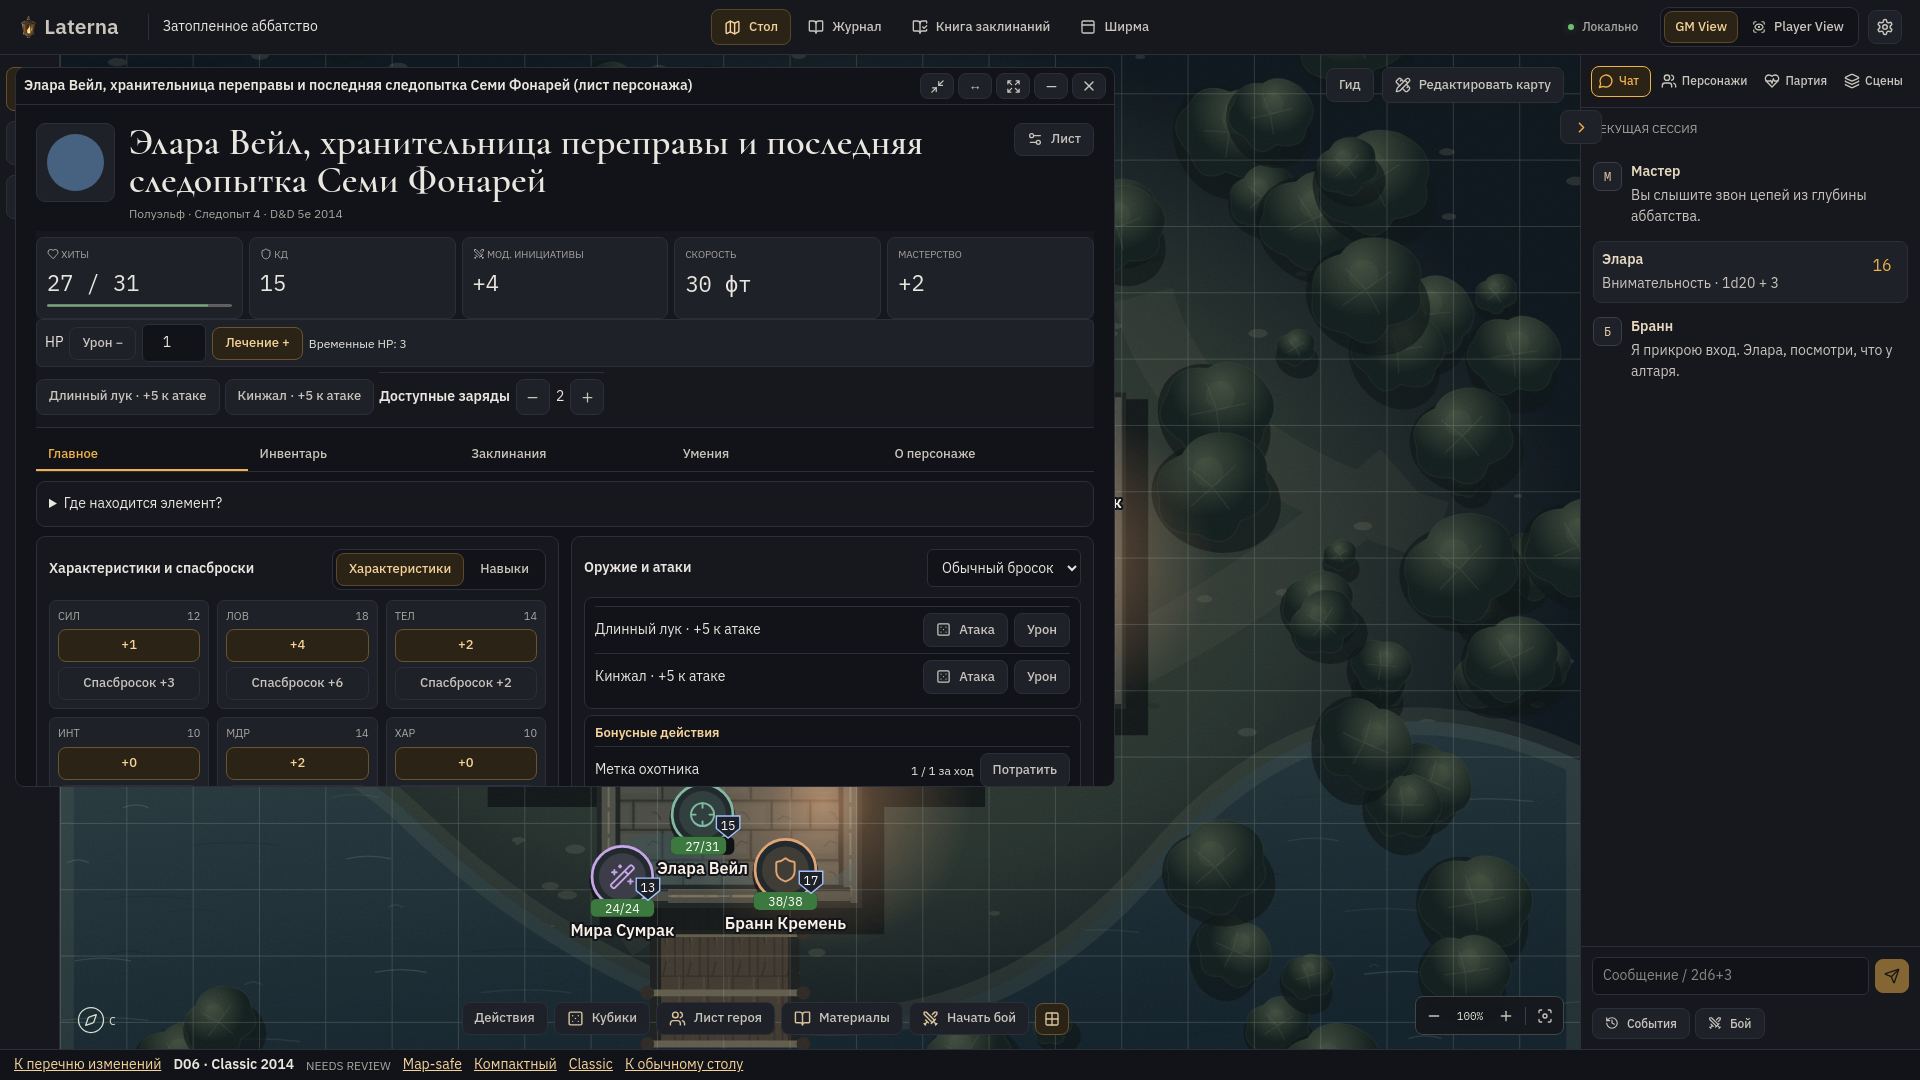 Laterna
Затопленное аббатство
Стол
Журнал
Книга заклинаний
Ширма
Локально
GM View
Player View
Элара Вейл, хранительница переправы и последняя следопытка Семи Фонарей (лист персонажа)
Гид
Редактировать карту
Чат
Персонажи
Партия
Сцены
Элара Вейл, хранительница переправы и последняя
следопытка Семи Фонарей
Лист
Полуэльф · Следопыт 4 · D&D 5e 2014
ХИТЫ
27 / 31
КД
15
МОД. ИНИЦИАТИВЫ
+4
СКОРОСТЬ
30 фт
МАСТЕРСТВО
+2
HP
Урон −
1
Лечение +
Временные HP: 3
Длинный лук · +5 к атаке
Кинжал · +5 к атаке
Доступные заряды
−
2
+
Главное
Инвентарь
Заклинания
Умения
О персонаже
Где находится элемент?
Характеристики и спасброски
Характеристики
Навыки
СИЛ 12
+1
Спасбросок +3
ЛОВ 18
+4
Спасбросок +6
ТЕЛ 14
+2
Спасбросок +2
ИНТ 10
+0
МДР 14
+2
ХАР 10
+0
Оружие и атаки
Обычный бросок
Длинный лук · +5 к атаке
Атака
Урон
Кинжал · +5 к атаке
Атака
Урон
Бонусные действия
Метка охотника
1 / 1 за ход
Потратить
к
ЕКУЩАЯ СЕССИЯ
М
Мастер
Вы слышите звон цепей из глубины
аббатства.
Элара
16
Внимательность · 1d20 + 3
Б
Бранн
Я прикрою вход. Элара, посмотри, что у
алтаря.
15
27/31
Элара Вейл
13
24/24
Мира Сумрак
17
38/38
Бранн Кремень
С
Действия
Кубики
Лист героя
Материалы
Начать бой
−
100%
+
Сообщение / 2d6+3
События
Бой
К перечню изменений
D06 · Classic 2014
NEEDS REVIEW
Map-safe
Компактный
Classic
К обычному столу